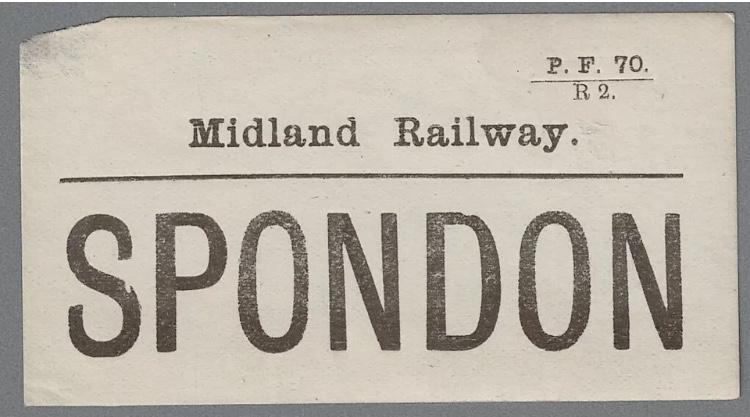 P. F. 70.
R 2.
Midland Railway.
SPONDON